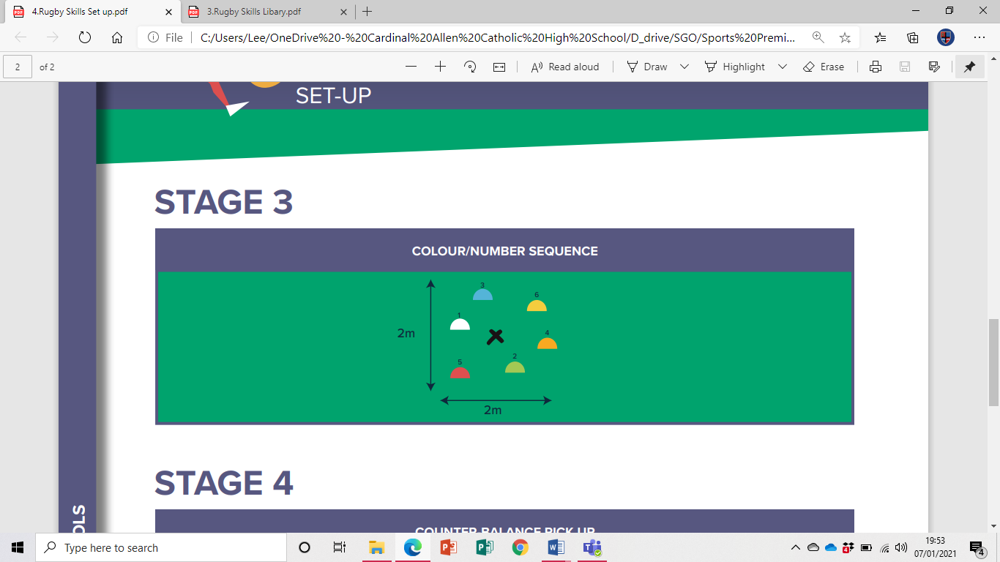 4.Rugby Skills Set up.pdf
3.Rugby Skills Libary.pdf
File
C:/Users/Lee/OneDrive%20-%20Cardinal%20Allen%20Catholic%20High%20School/D_drive/SGO/Sports%20Premi...
2
of 2
Read aloud
Draw
Highlight
Erase
SET-UP
STAGE 3
COLOUR/NUMBER SEQUENCE
3
6
1
2m
4
2
5
2m
STAGE 4
COUNTER BALANCE PICK UP
OLS
Type here to search
4
19:53
07/01/2021
4